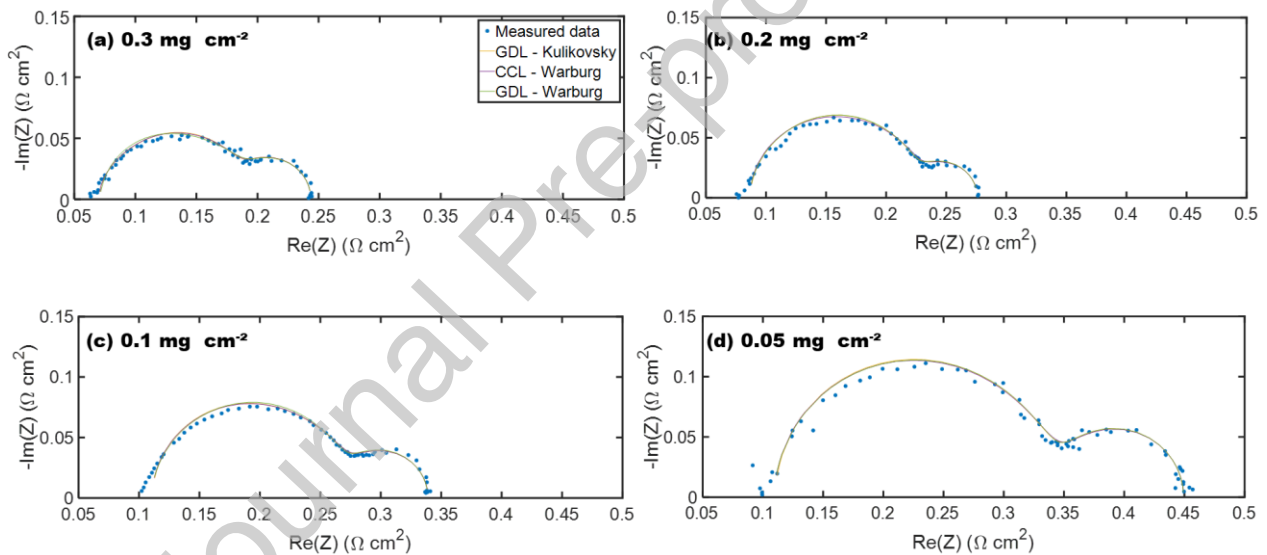 (a) 0.3 mg cm-²
Measured data
GDL - Kulikovsky
CCL - Warburg
GDL - Warburg
-Im(Z) (Ω cm²)
0.15
0.1
0.05
0
0.05 0.1 0.15 0.2 0.25 0.3 0.35 0.4 0.45 0.5
Re(Z) (Ω cm²)
(b) 0.2 mg cm-²
-Im(Z) (Ω cm²)
0.15
0.1
0.05
0
0.05 0.1 0.15 0.2 0.25 0.3 0.35 0.4 0.45 0.5
Re(Z) (Ω cm²)
(c) 0.1 mg cm-²
-Im(Z) (Ω cm²)
0.15
0.1
0.05
0
0.05 0.1 0.15 0.2 0.25 0.3 0.35 0.4 0.45 0.5
Re(Z) (Ω cm²)
(d) 0.05 mg cm-²
-Im(Z) (Ω cm²)
0.15
0.1
0.05
0
0.05 0.1 0.15 0.2 0.25 0.3 0.35 0.4 0.45 0.5
Re(Z) (Ω cm²)
Journal Pre-pro